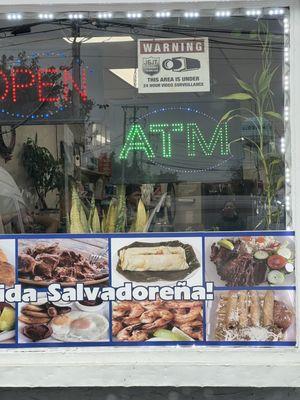 WARNING
OPEN
THIS AREA IS UNDER
24 HOUR VIDEO SURVEILLANCE
ATM
ida Salvadoreña!